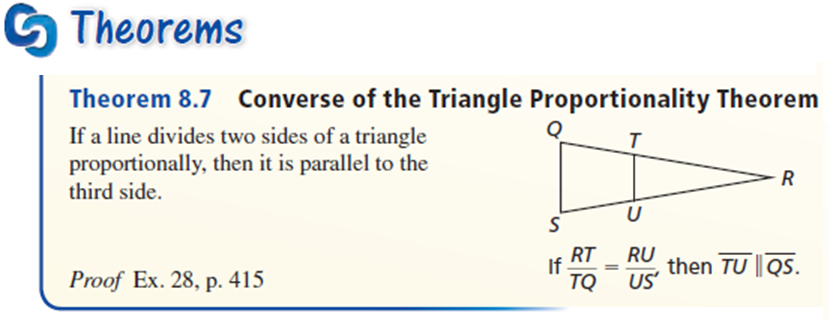 Theorems
Theorem 8.7 Converse of the Triangle Proportionality Theorem
If a line divides two sides of a triangle
proportionally, then it is parallel to the
third side.
Q
T
R
S
U
If RT/TQ = RU/US, then TU ∥ QS.
Proof Ex. 28, p. 415